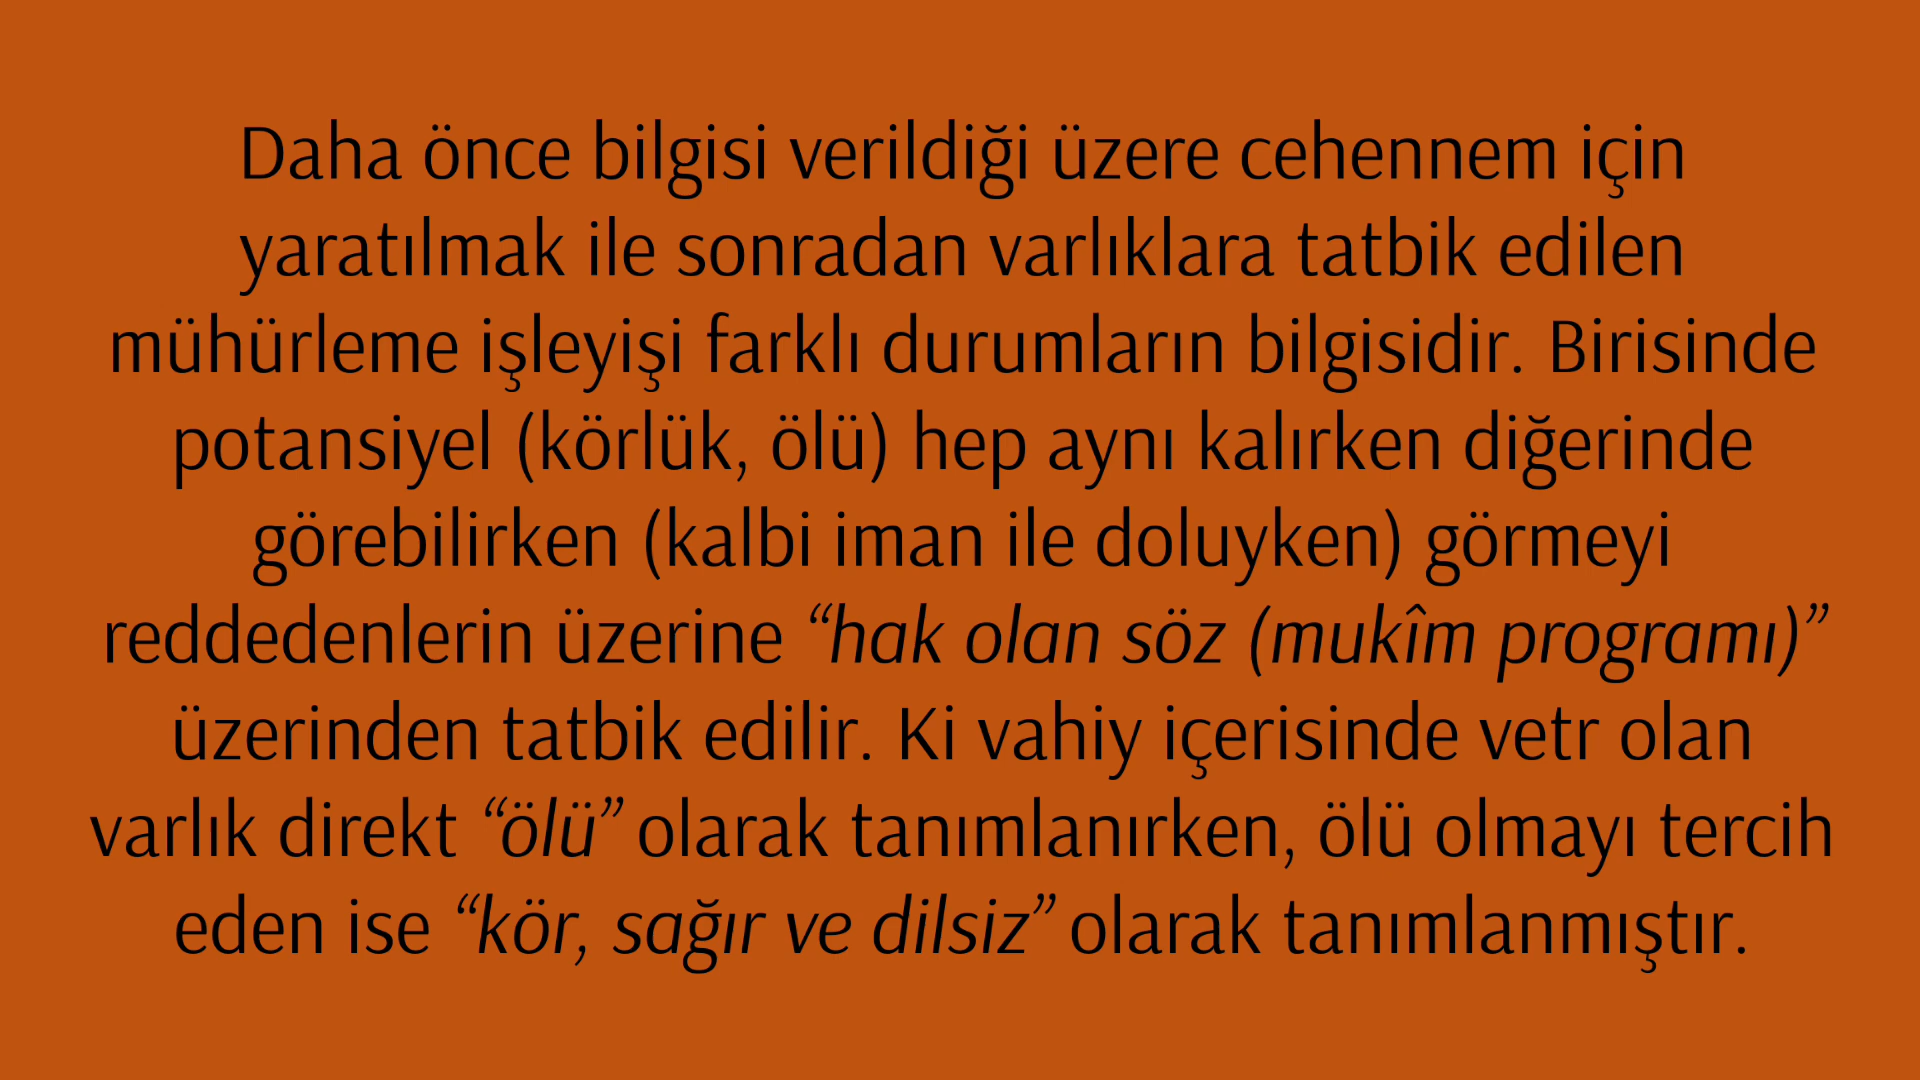 Daha önce bilgisi verildiği üzere cehennem için
yaratılmak ile sonradan varlıklara tatbik edilen
mühürleme işleyişi farklı durumların bilgisidir. Birisinde
potansiyel (körlük, ölü) hep aynı kalırken diğerinde
görebilirken (kalbi iman ile doluyken) görmeyi
reddedenlerin üzerine “hak olan söz (mukîm programı)”
üzerinden tatbik edilir. Ki vahiy içerisinde vetr olan
varlık direkt “ölü” olarak tanımlanırken, ölü olmayı tercih
eden ise “kör, sağır ve dilsiz” olarak tanımlanmıştır.